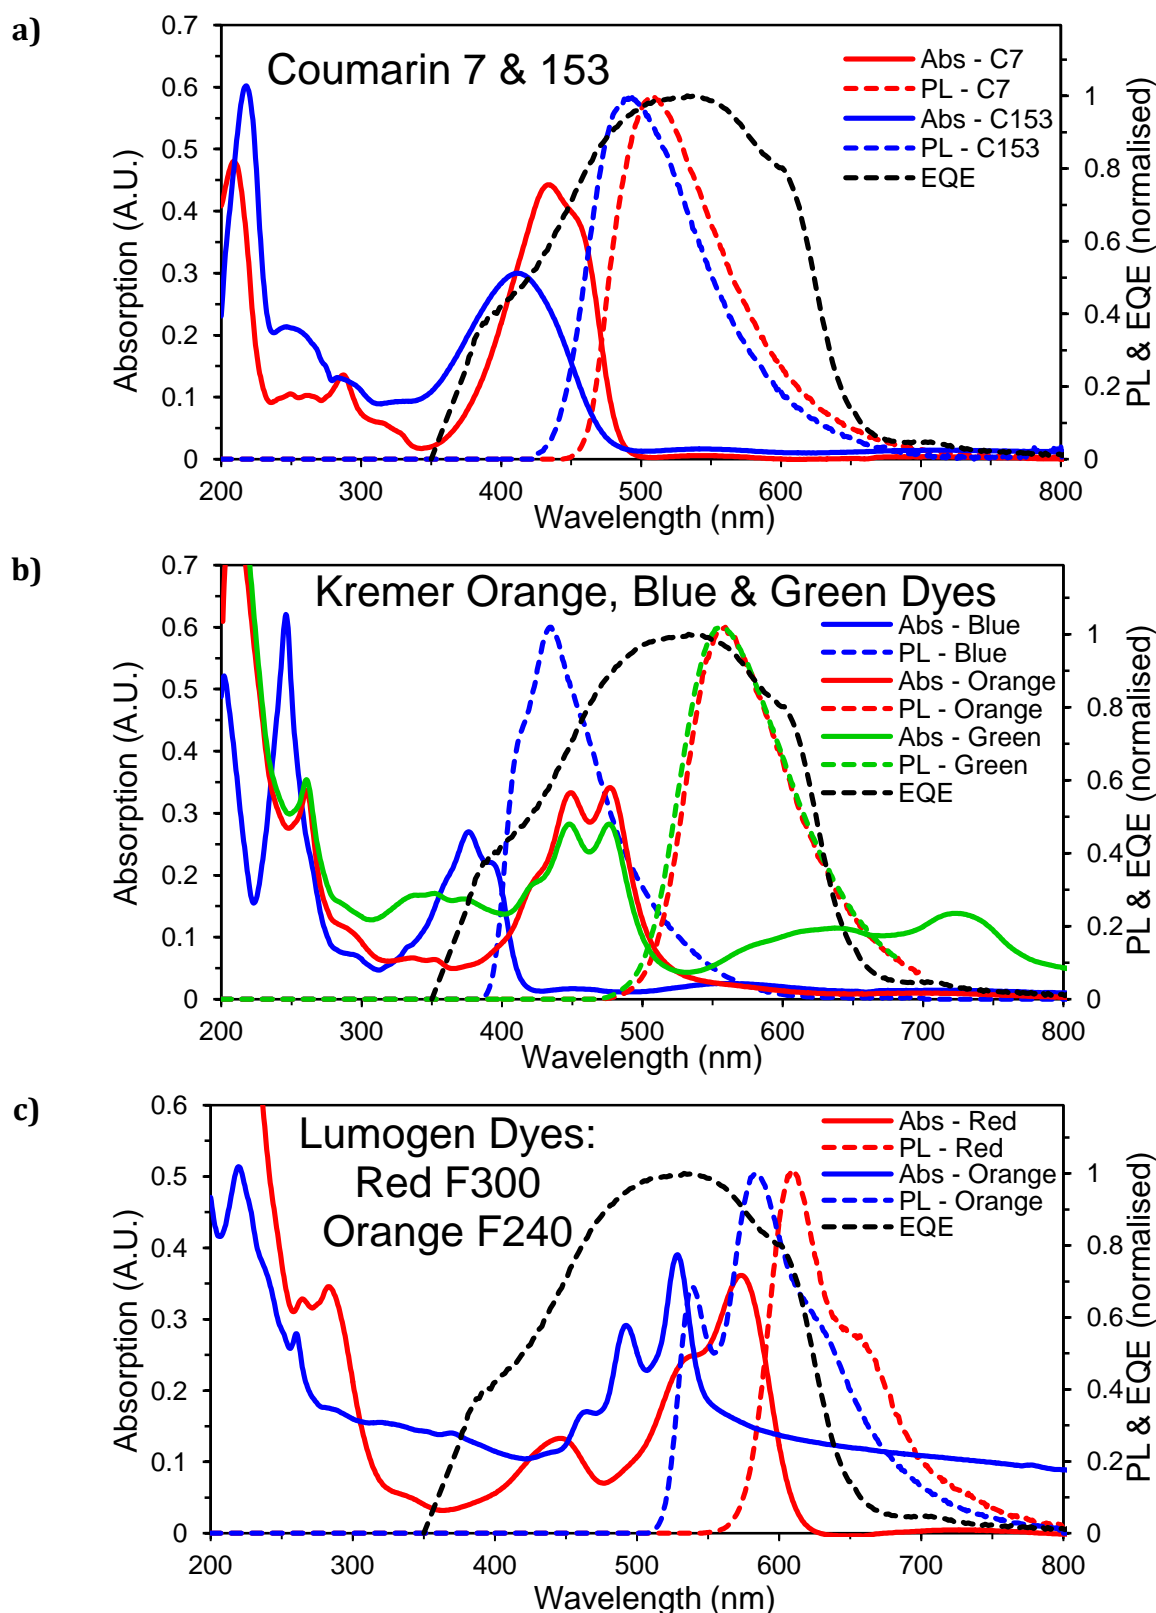 a)
Coumarin 7 & 153
Abs - C7
PL - C7
Abs - C153
PL - C153
EQE
Absorption (A.U.)
0.7
0.6
0.5
0.4
0.3
0.2
0.1
0
PL & EQE (normalised)
1
0.8
0.6
0.4
0.2
0
200 300 400 500 600 700 800
Wavelength (nm)
b)
Kremer Orange, Blue & Green Dyes
Abs - Blue
PL - Blue
Abs - Orange
PL - Orange
Abs - Green
PL - Green
EQE
Absorption (A.U.)
0.7
0.6
0.5
0.4
0.3
0.2
0.1
0
PL & EQE (normalised)
1
0.8
0.6
0.4
0.2
0
200 300 400 500 600 700 800
Wavelength (nm)
c)
Lumogen Dyes:
Red F300
Orange F240
Abs - Red
PL - Red
Abs - Orange
PL - Orange
EQE
Absorption (A.U.)
0.6
0.5
0.4
0.3
0.2
0.1
0
PL & EQE (normalised)
1
0.8
0.6
0.4
0.2
0
200 300 400 500 600 700 800
Wavelength (nm)